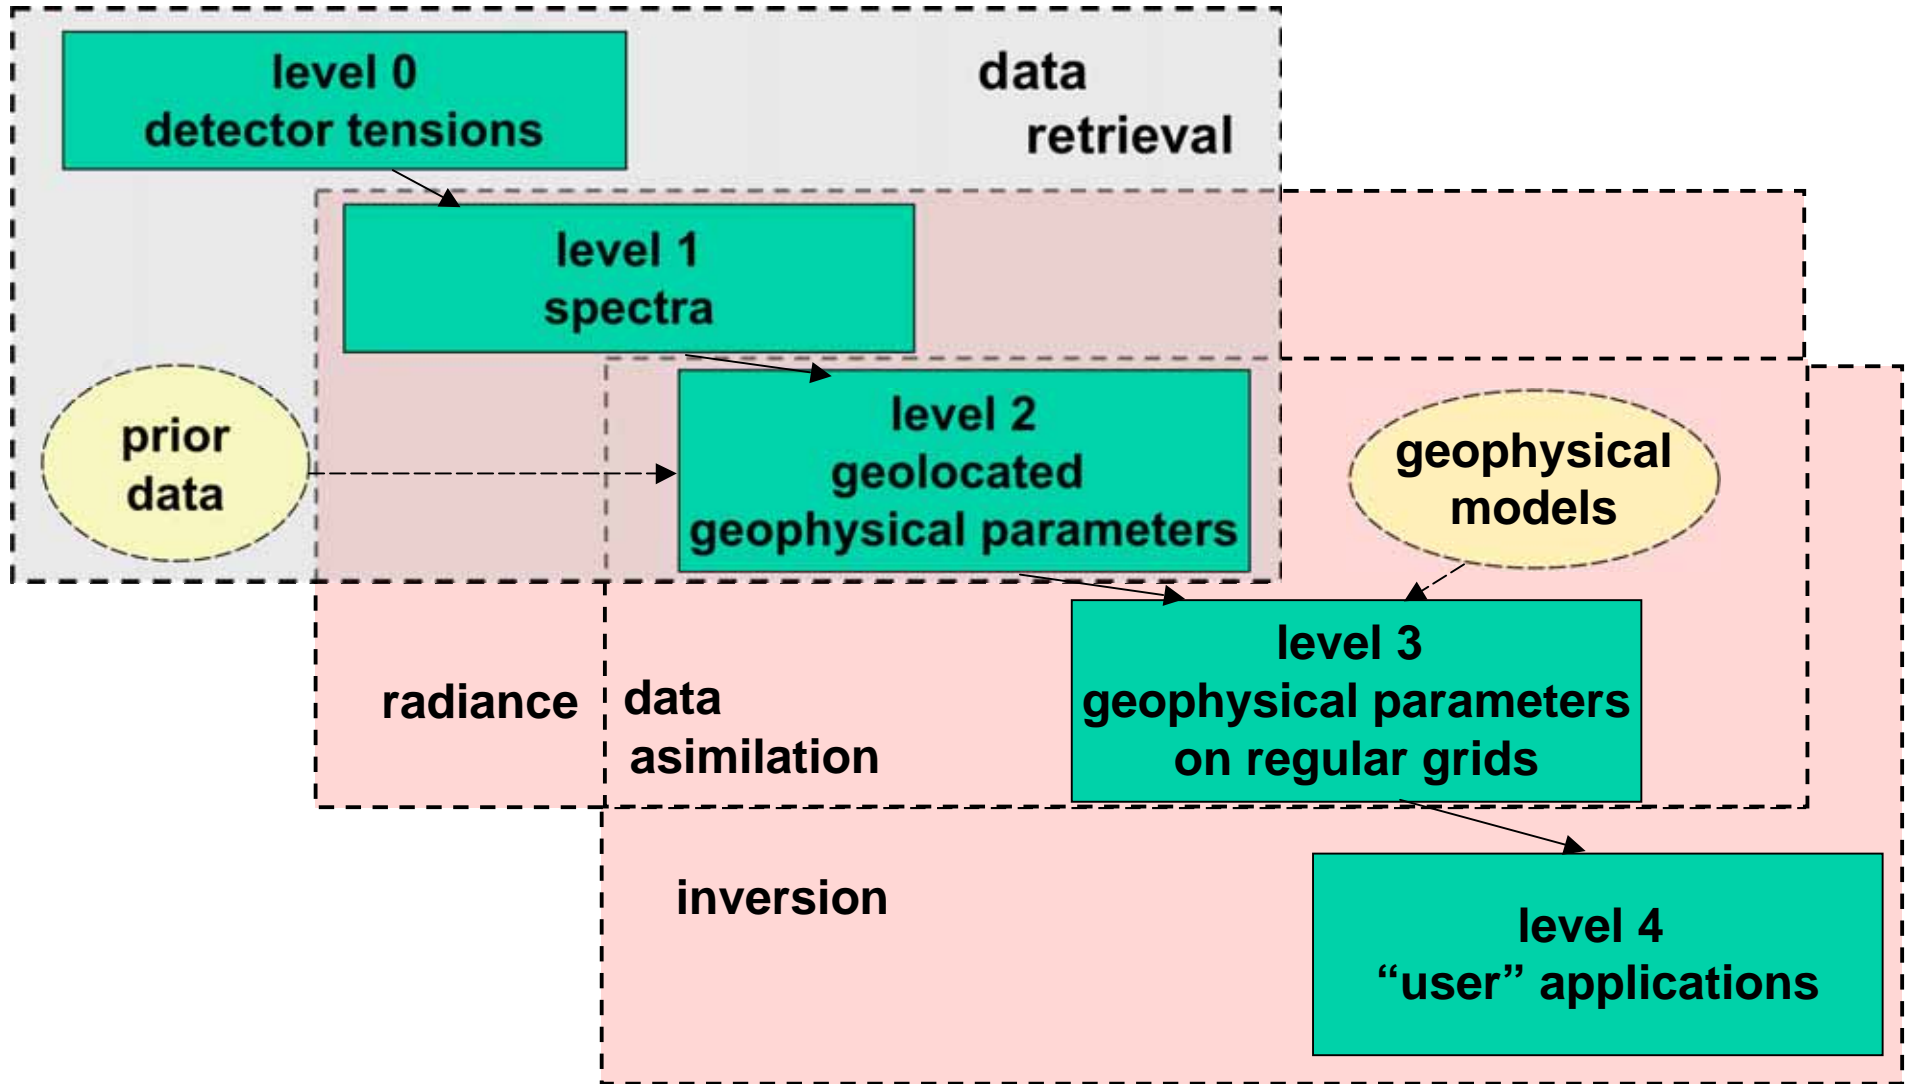 level 0
detector tensions
data
retrieval
level 1
spectra
prior
data
level 2
geolocated
geophysical parameters
geophysical
models
level 3
geophysical parameters
on regular grids
radiance
data
asimilation
inversion
level 4
“user” applications